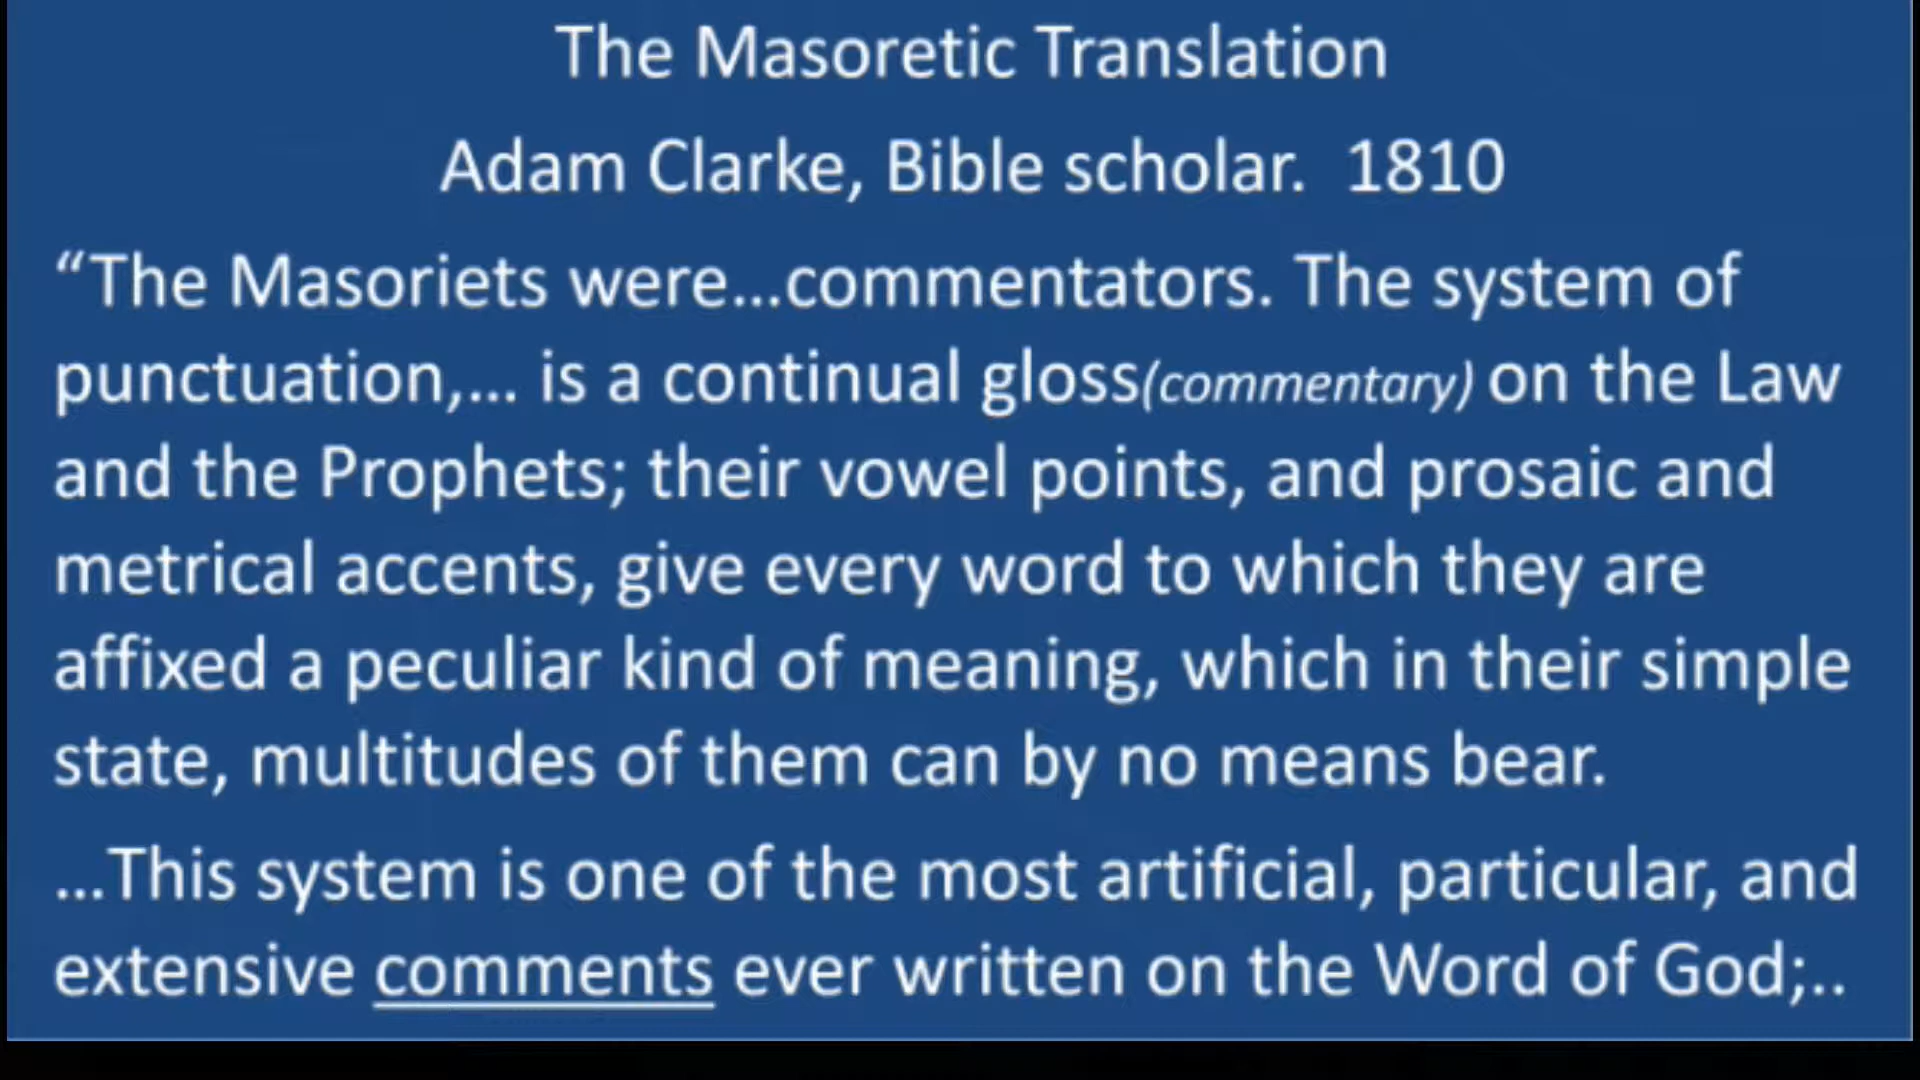 The Masoretic Translation
Adam Clarke, Bible scholar.  1810
“The Masoriets were...commentators. The system of
punctuation,... is a continual gloss(commentary) on the Law
and the Prophets; their vowel points, and prosaic and
metrical accents, give every word to which they are
affixed a peculiar kind of meaning, which in their simple
state, multitudes of them can by no means bear.
...This system is one of the most artificial, particular, and
extensive comments ever written on the Word of God;..